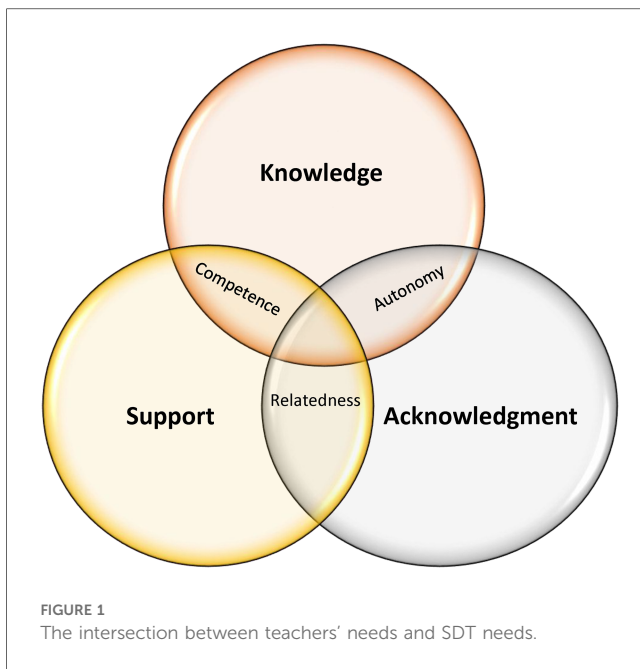 Knowledge
Competence
Autonomy
Relatedness
Support
Acknowledgment
FIGURE 1
The intersection between teachers’ needs and SDT needs.